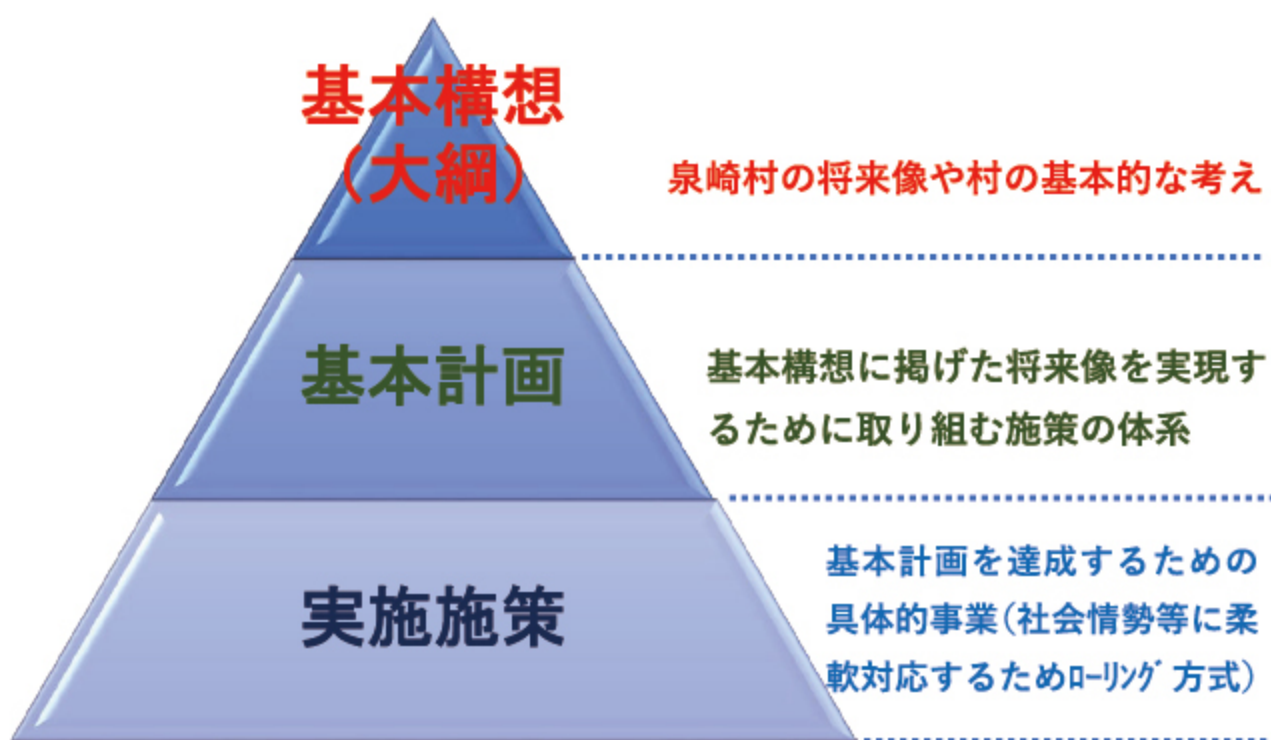 基本構想
（大綱）
泉崎村の将来像や村の基本的な考え
基本計画
基本構想に掲げた将来像を実現す
るために取り組む施策の体系
実施施策
基本計画を達成するための
具体的事業（社会情勢等に柔
軟対応するためﾛｰﾘﾝｸﾞ方式）